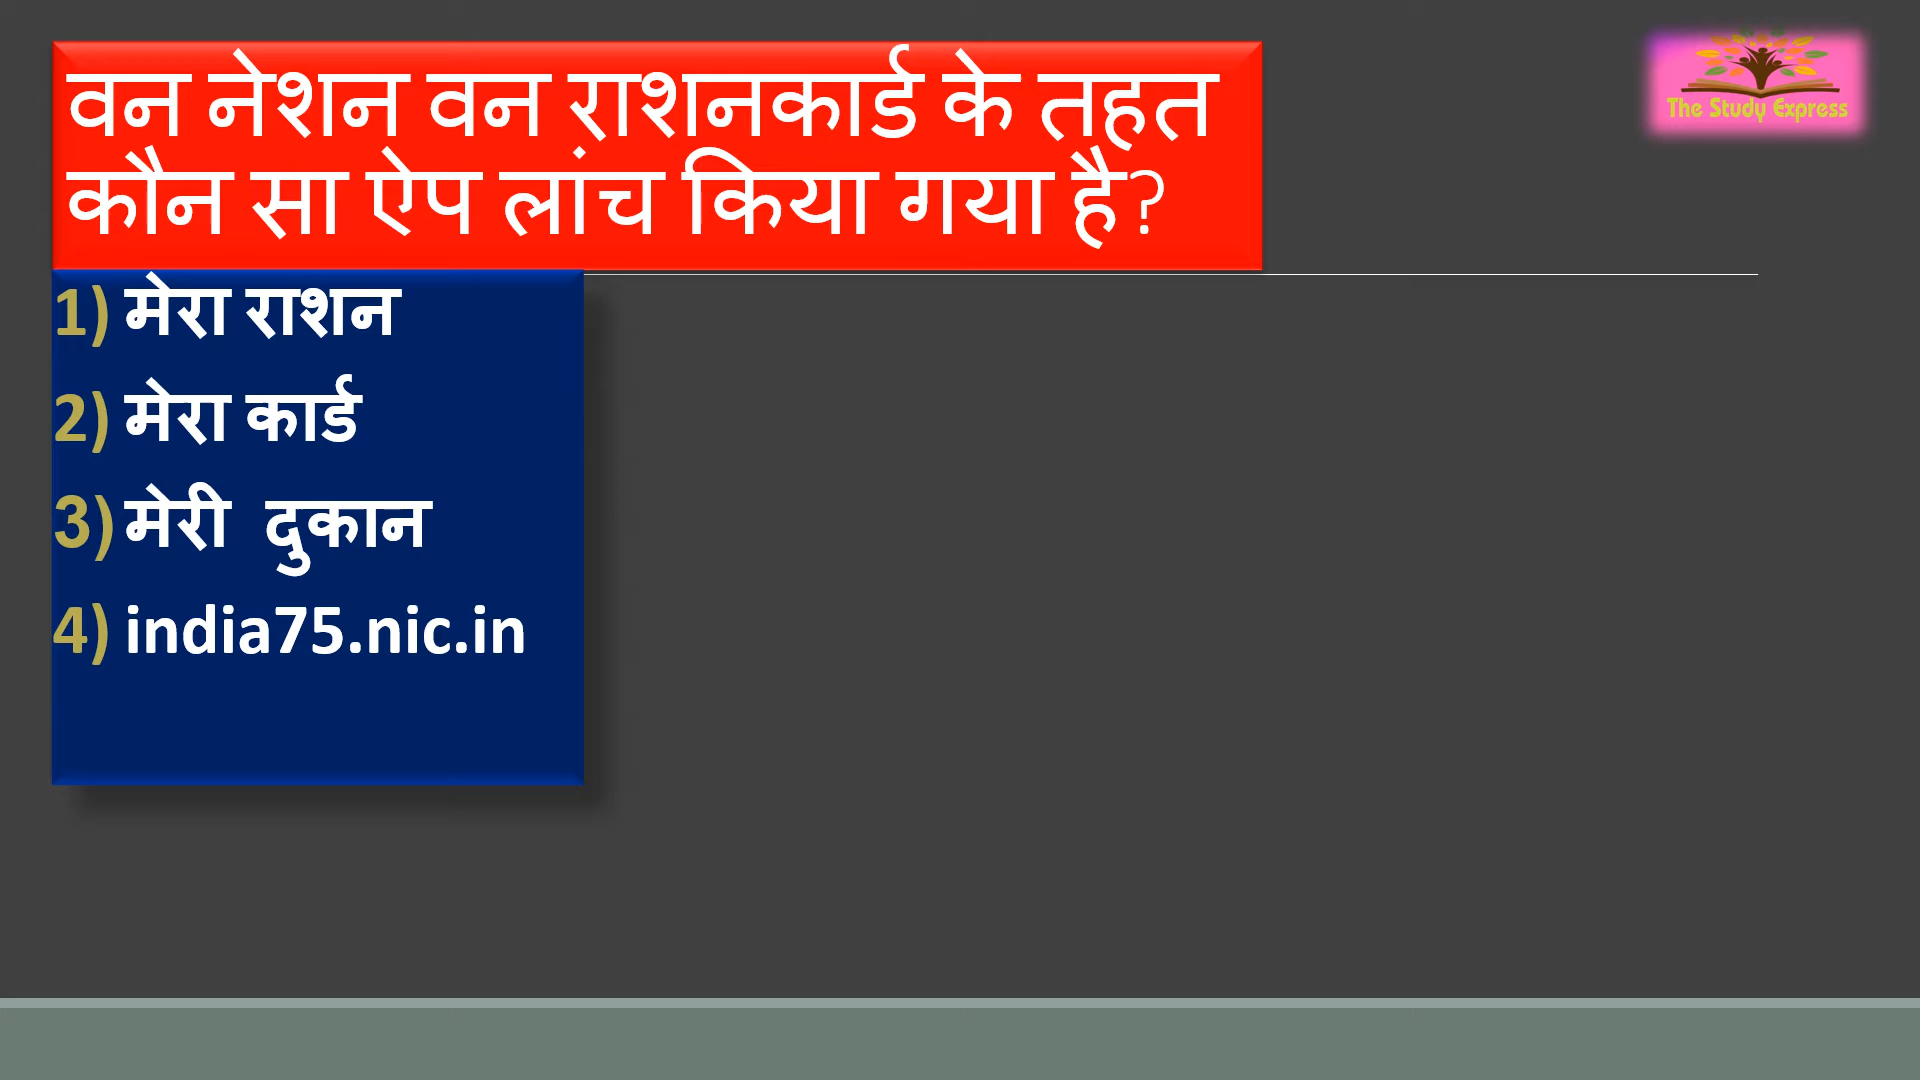 वन नेशन वन राशनकार्ड के तहत
कौन सा ऐप लांच किया गया है?
The Study Express
1) मेरा राशन
2) मेरा कार्ड
3) मेरी दुकान
4) india75.nic.in